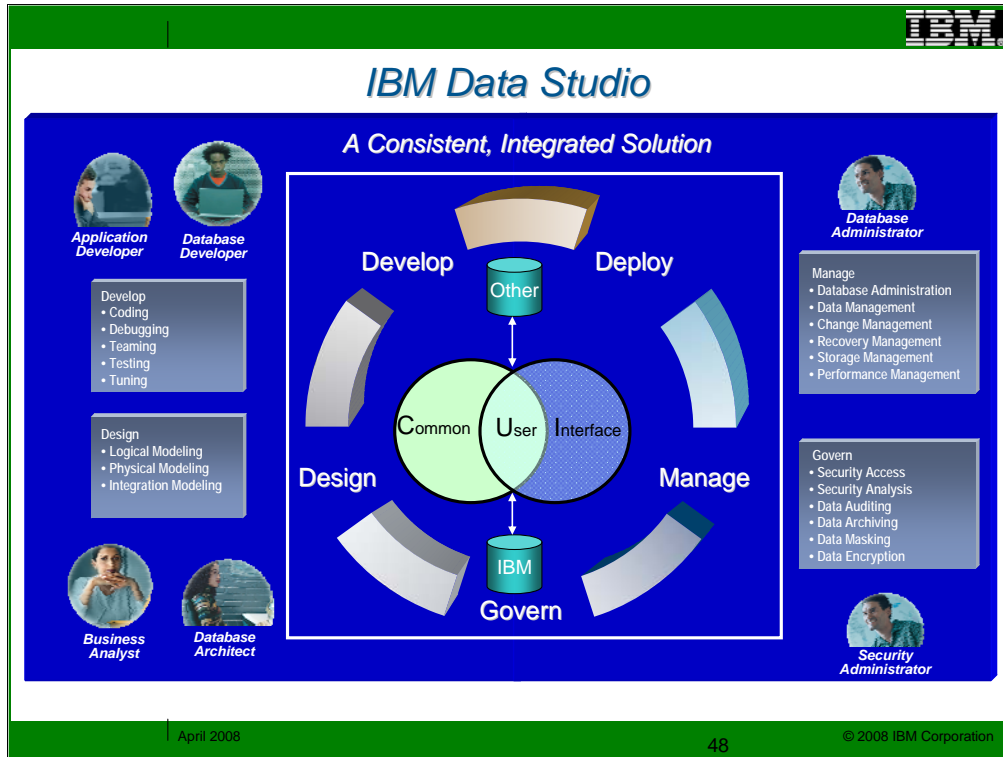 IBM.
IBM Data Studio
A Consistent, Integrated Solution
Application
Developer
Database
Developer
Develop
• Coding
• Debugging
• Teaming
• Testing
• Tuning
Design
• Logical Modeling
• Physical Modeling
• Integration Modeling
Business
Analyst
Database
Architect
Develop
Deploy
Other
Common
User
Interface
Design
Manage
IBM
Govern
Database
Administrator
Manage
• Database Administration
• Data Management
• Change Management
• Recovery Management
• Storage Management
• Performance Management
Govern
• Security Access
• Security Analysis
• Data Auditing
• Data Archiving
• Data Masking
• Data Encryption
Security
Administrator
April 2008
48
© 2008 IBM Corporation